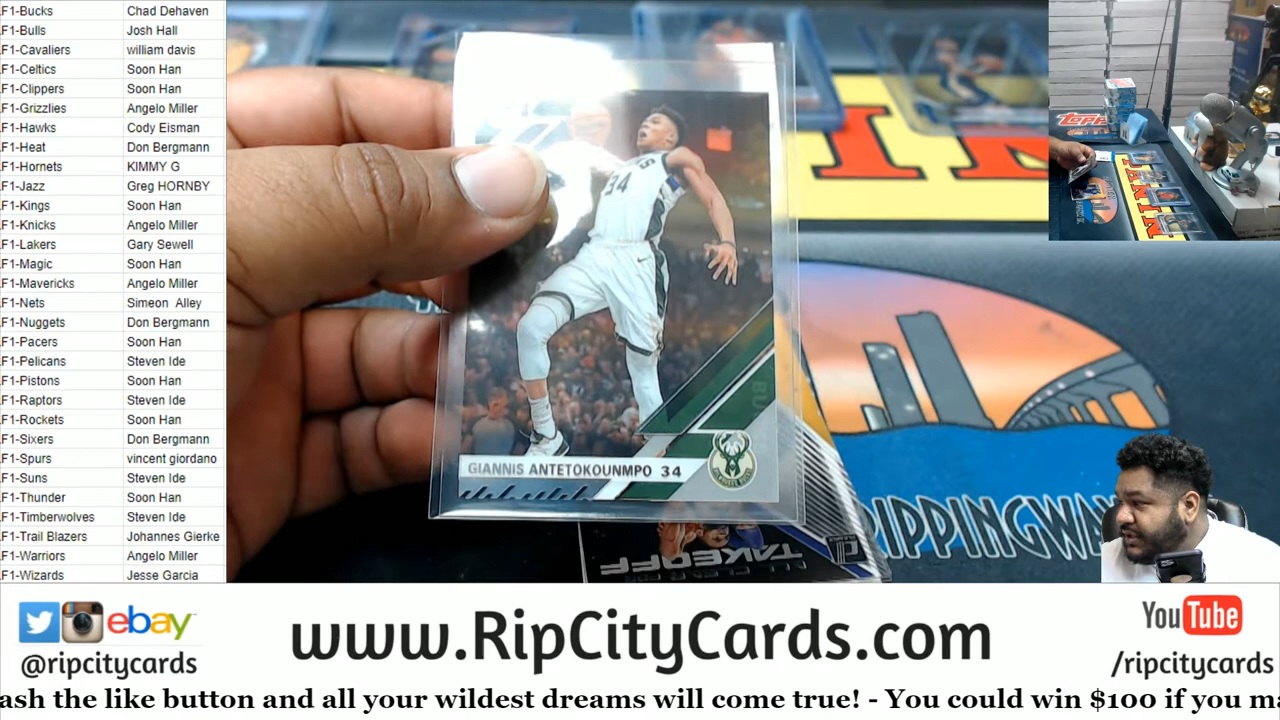 F1-Bucks Chad Dehaven
F1-Bulls Josh Hall
F1-Cavaliers william davis
F1-Celtics Soon Han
F1-Clippers Soon Han
F1-Grizzlies Angelo Miller
F1-Hawks Cody Eisman
F1-Heat Don Bergmann
F1-Hornets KIMMY G
F1-Jazz Greg HORNBY
F1-Kings Soon Han
F1-Knicks Angelo Miller
F1-Lakers Gary Sewell
F1-Magic Soon Han
F1-Mavericks Angelo Miller
F1-Nets Simeon Alley
F1-Nuggets Don Bergmann
F1-Pacers Soon Han
F1-Pelicans Steven Ide
F1-Pistons Soon Han
F1-Raptors Steven Ide
F1-Rockets Soon Han
F1-Sixers Don Bergmann
F1-Spurs vincent giordano
F1-Suns Steven Ide
F1-Thunder Soon Han
F1-Timberwolves Steven Ide
F1-Trail Blazers Johannes Gierke
F1-Warriors Angelo Miller
F1-Wizards Jesse Garcia
34
GIANNIS ANTETOKOUNMPO 34
TAKEOFF
RIPPINGWA
TOPPS
PANINI
ebay
@ripcitycards
www.RipCityCards.com
YouTube
/ripcitycards
ash the like button and all your wildest dreams will come true! - You could win $100 if you ma